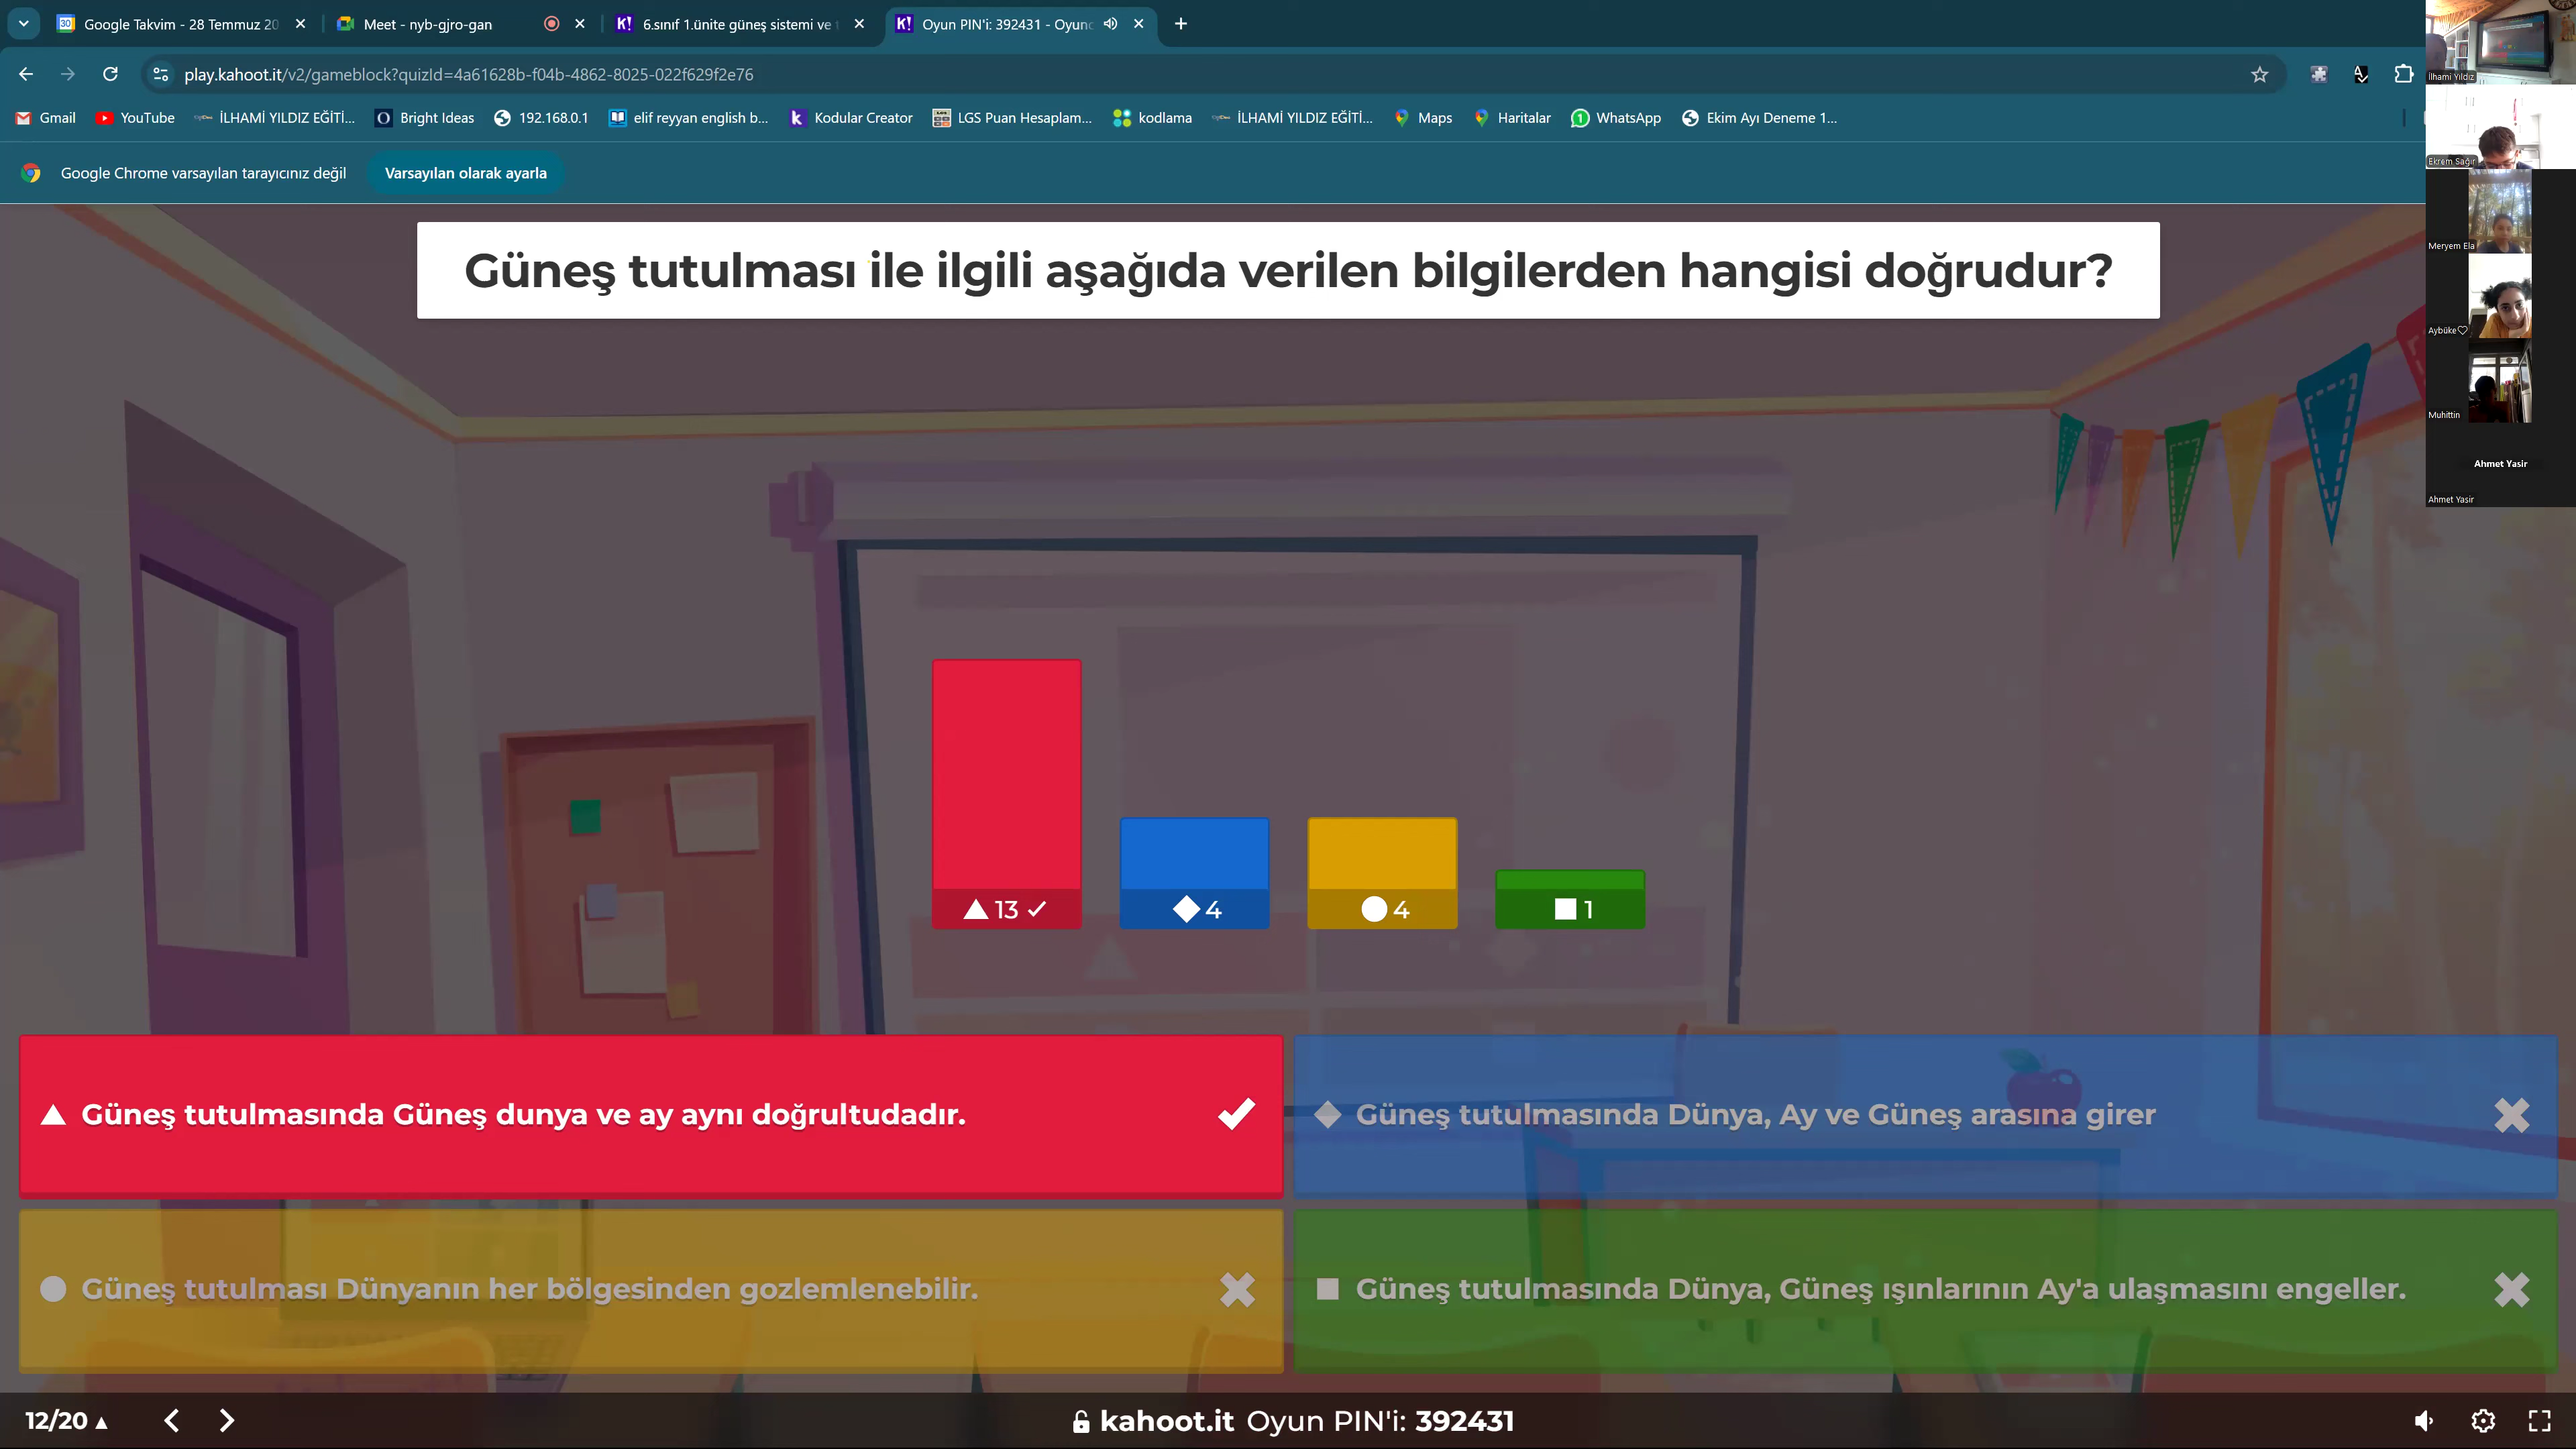 Google Takvim - 28 Temmuz 20
Meet - nyb-gjro-gan
6.sınıf 1.ünite güneş sistemi ve
Oyun PIN'i: 392431 - Oyunc
play.kahoot.it/v2/gameblock?quizId=4a61628b-f04b-4862-8025-022f629f2e76
Gmail
YouTube
İLHAMİ YILDIZ EĞİTİ...
Bright Ideas
192.168.0.1
elif reyyan english b...
Kodular Creator
LGS Puan Hesaplam...
kodlama
İLHAMİ YILDIZ EĞİTİ...
Maps
Haritalar
WhatsApp
Ekim Ayı Deneme 1...
Google Chrome varsayılan tarayıcınız değil
Varsayılan olarak ayarla
İlhami Yıldız
Ekrem Sağır
Meryem Ela
Aybüke♡
Muhittin
Ahmet Yasir
Ahmet Yasir
Güneş tutulması ile ilgili aşağıda verilen bilgilerden hangisi doğrudur?
13
4
4
1
Güneş tutulmasında Güneş dunya ve ay aynı doğrultudadır.
Güneş tutulmasında Dünya, Ay ve Güneş arasına girer
Güneş tutulması Dünyanın her bölgesinden gozlemlenebilir.
Güneş tutulmasında Dünya, Güneş ışınlarının Ay'a ulaşmasını engeller.
12/20
kahoot.it Oyun PIN'i: 392431